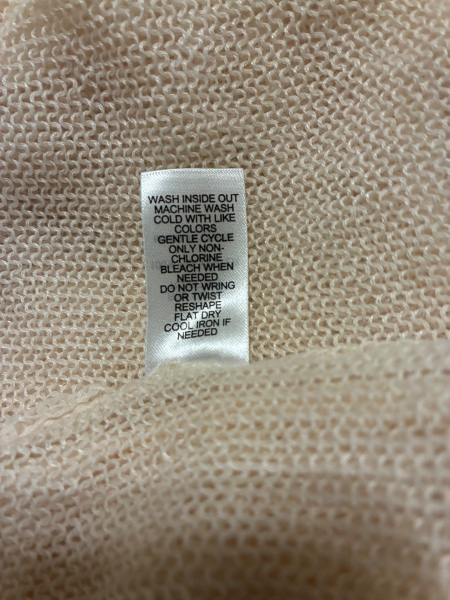 WASH INSIDE OUT
MACHINE WASH
COLD WITH LIKE
COLORS
GENTLE CYCLE
ONLY NON-
CHLORINE
BLEACH WHEN
NEEDED
DO NOT WRING
OR TWIST
RESHAPE
FLAT DRY
COOL IRON IF
NEEDED